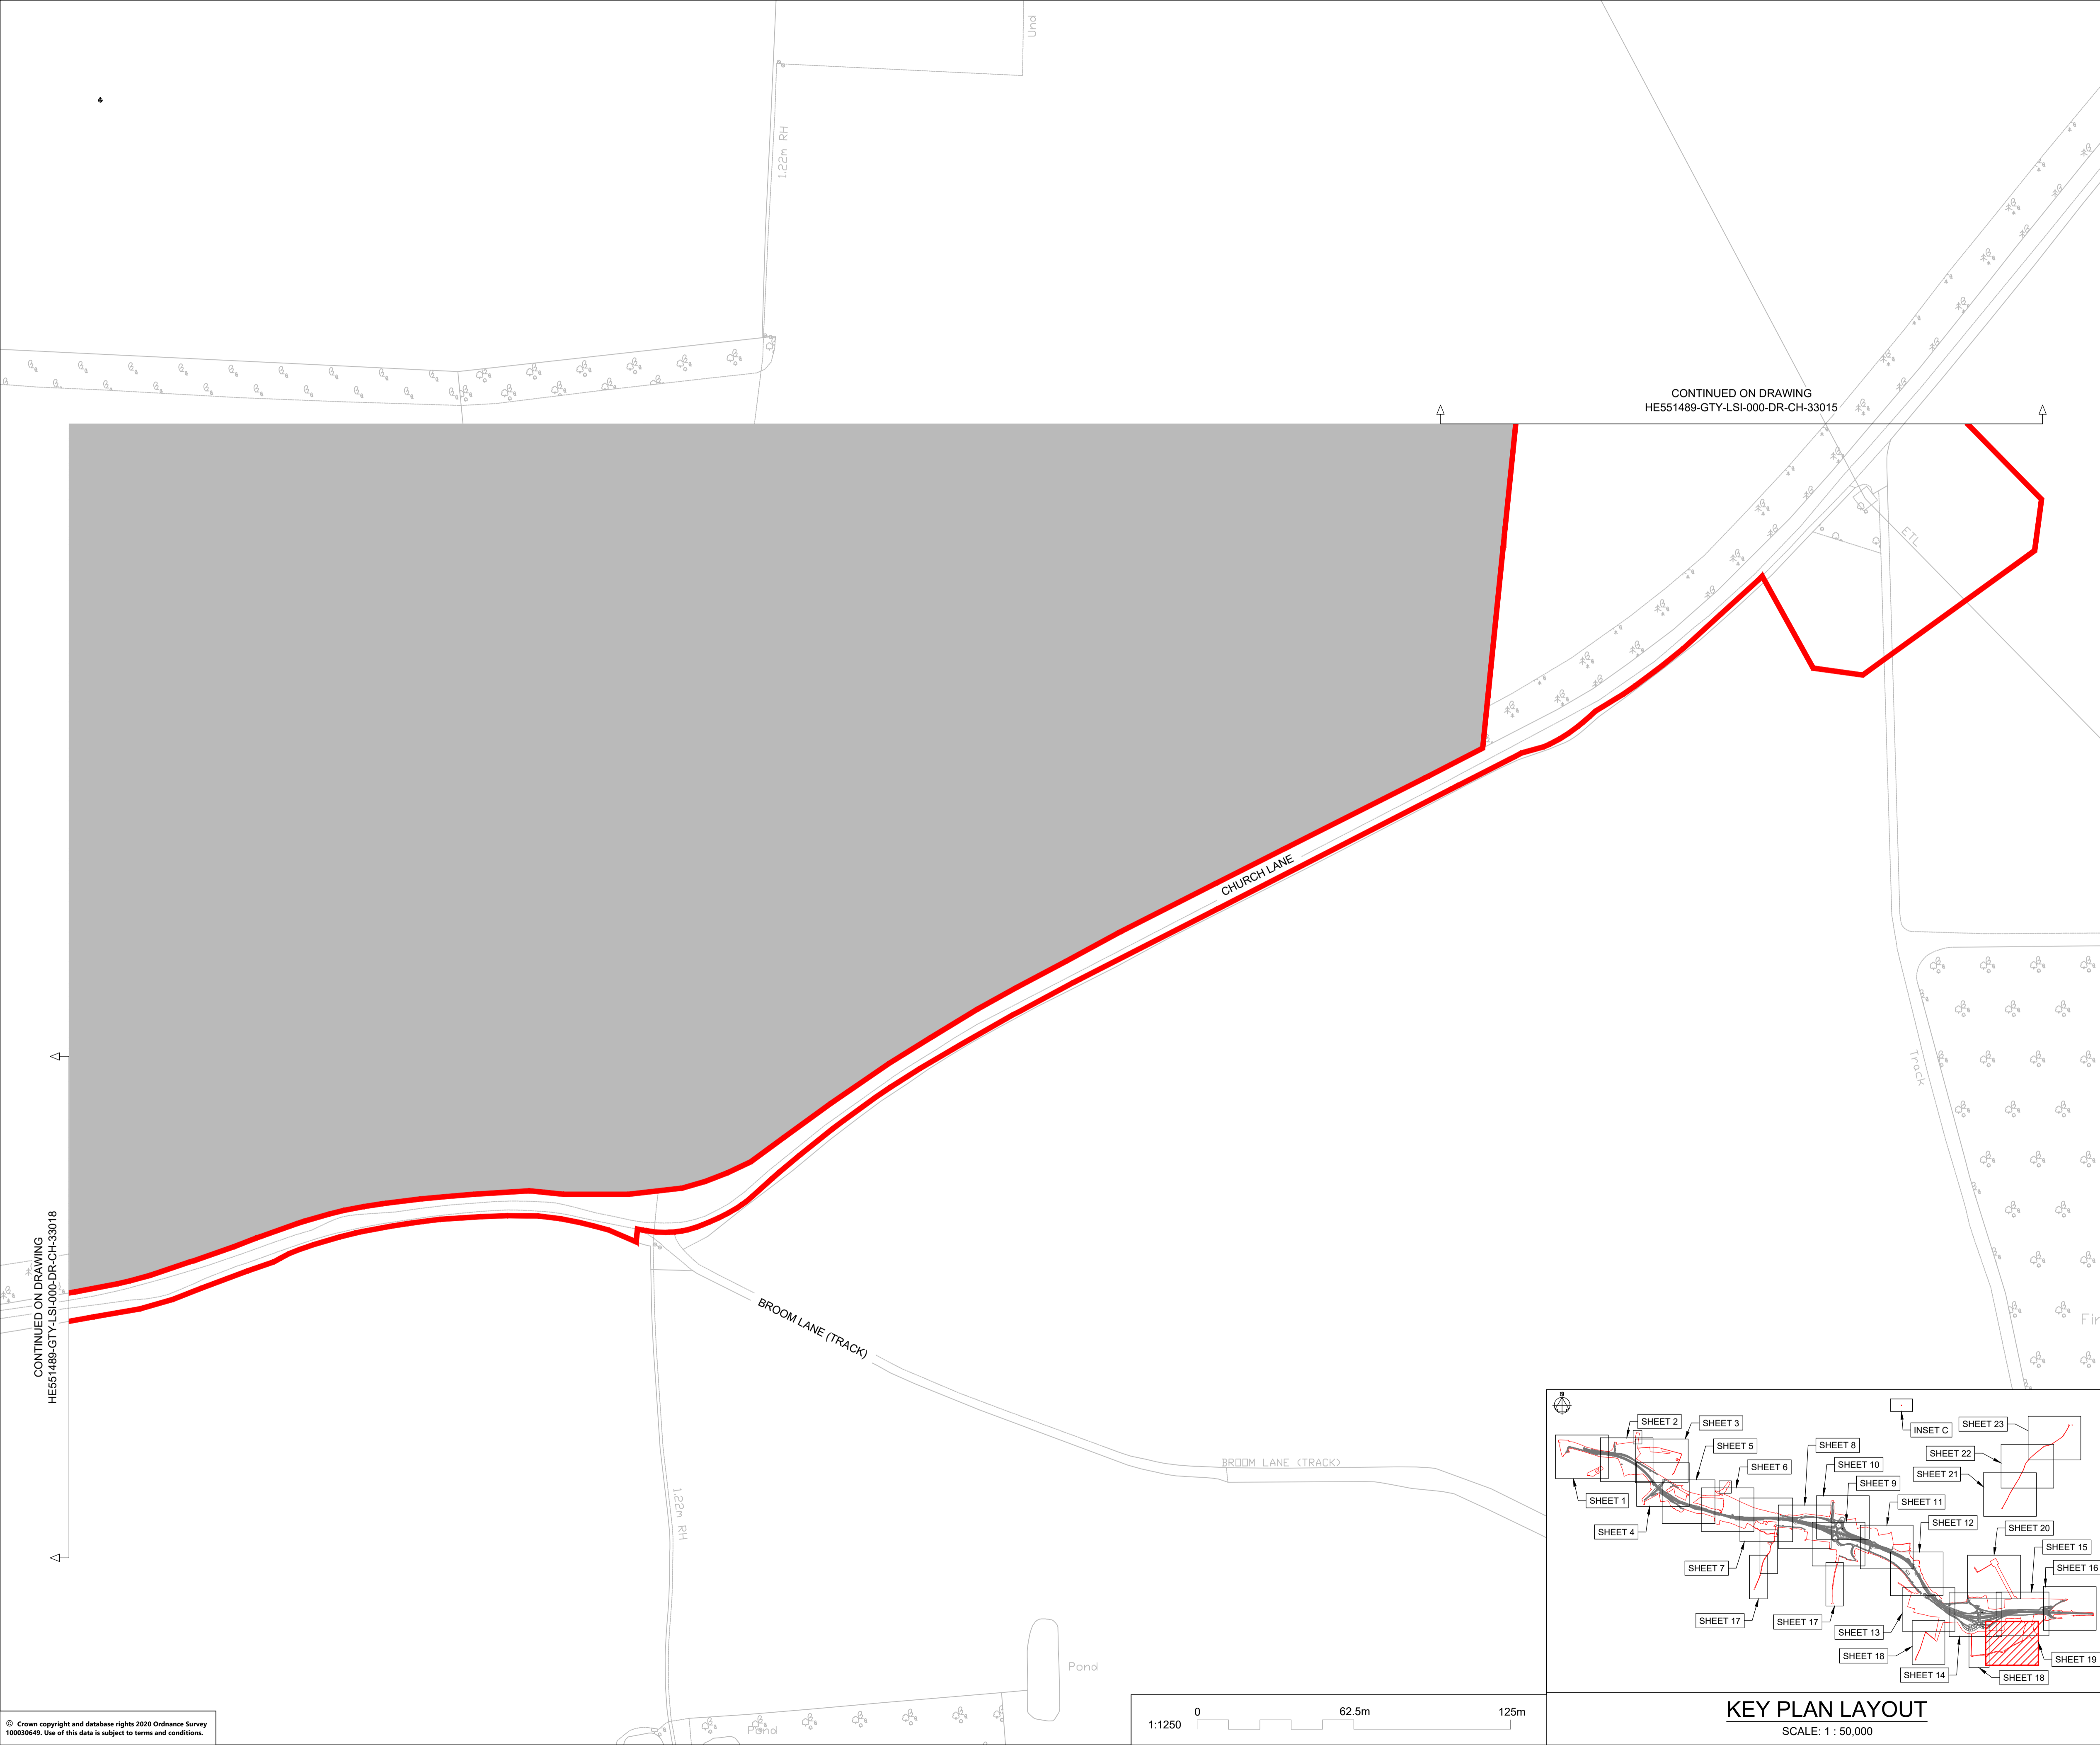 Und
1.22m RH
CONTINUED ON DRAWING
HE551489-GTY-LSI-000-DR-CH-33015
ETL
CHURCH LANE
Track
CONTINUED ON DRAWING
HE551489-GTY-LSI-000-DR-CH-33018
BROOM LANE (TRACK)
BROOM LANE (TRACK)
1.22m RH
Fir
Pond
Pond
N
SHEET 2
SHEET 3
SHEET 5
SHEET 8
INSET C
SHEET 23
SHEET 22
SHEET 6
SHEET 10
SHEET 21
SHEET 9
SHEET 1
SHEET 11
SHEET 4
SHEET 12
SHEET 20
SHEET 15
SHEET 7
SHEET 16
SHEET 17
SHEET 17
SHEET 13
SHEET 18
SHEET 19
SHEET 14
SHEET 18
KEY PLAN LAYOUT
SCALE: 1 : 50,000
1:1250
0
62.5m
125m
© Crown copyright and database rights 2020 Ordnance Survey
100030649. Use of this data is subject to terms and conditions.